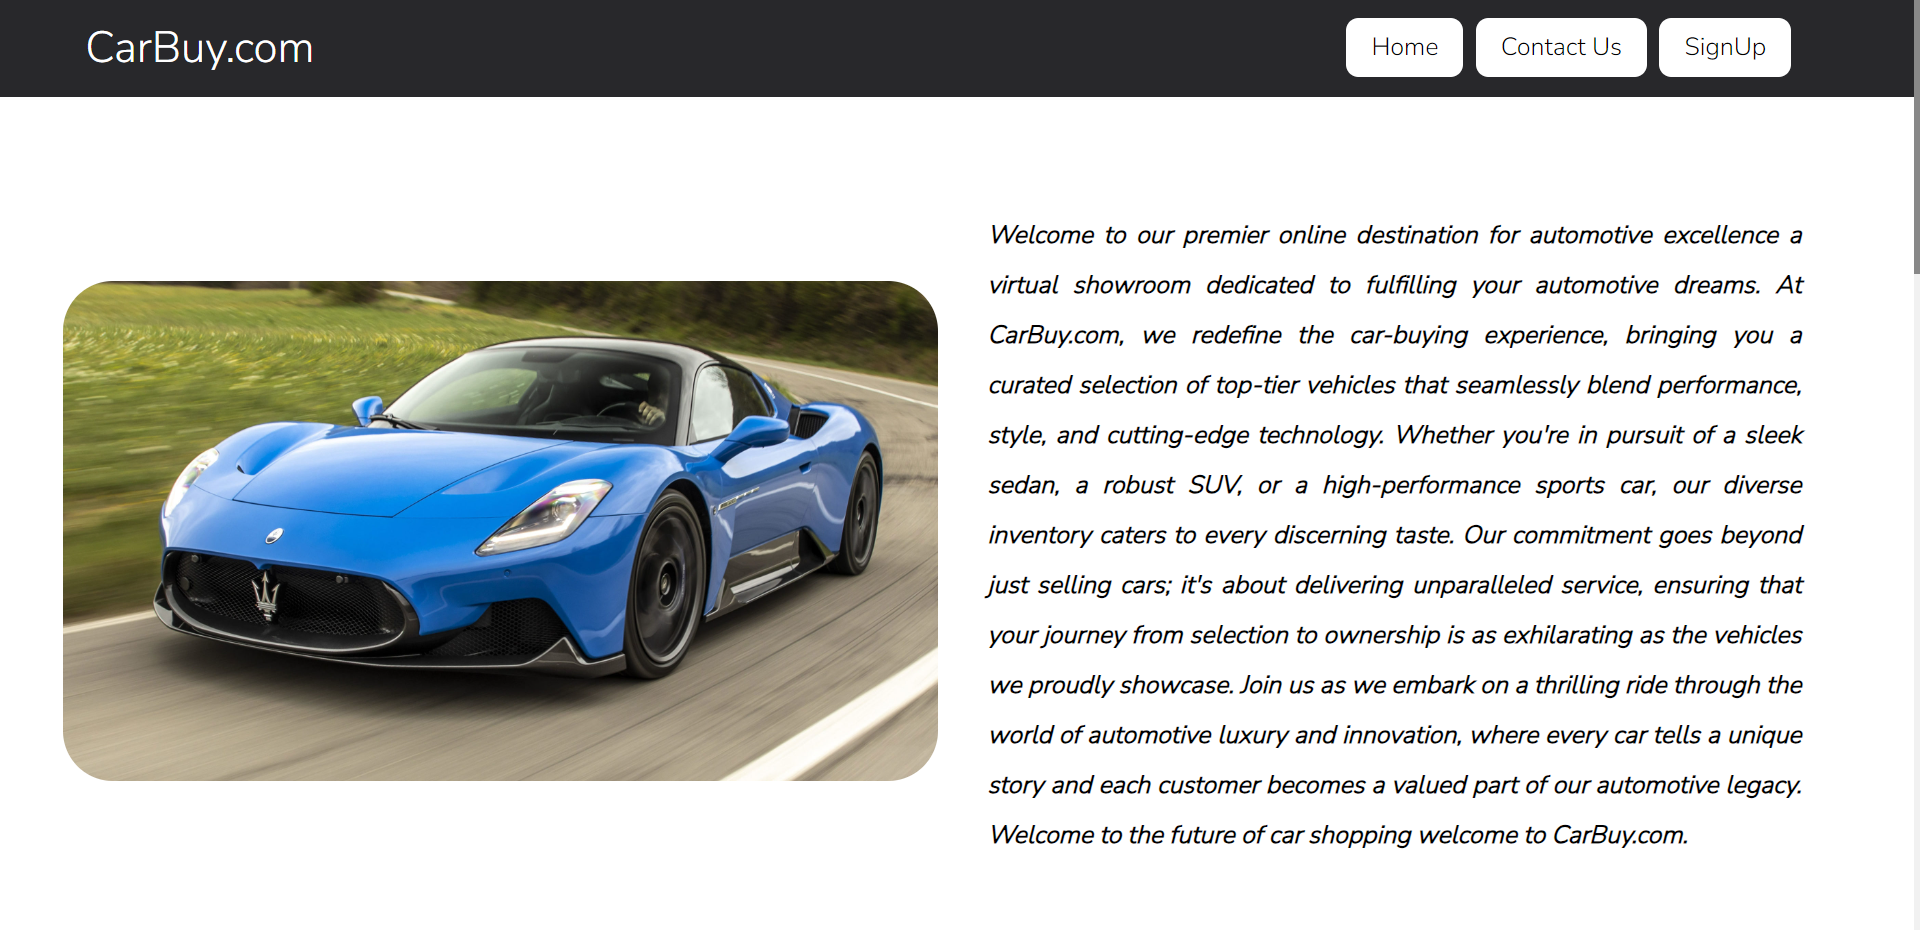 CarBuy.com
Home
Contact Us
SignUp
Welcome to our premier online destination for automotive excellence a
virtual showroom dedicated to fulfilling your automotive dreams. At
CarBuy.com, we redefine the car-buying experience, bringing you a
curated selection of top-tier vehicles that seamlessly blend performance,
style, and cutting-edge technology. Whether you're in pursuit of a sleek
sedan, a robust SUV, or a high-performance sports car, our diverse
inventory caters to every discerning taste. Our commitment goes beyond
just selling cars; it's about delivering unparalleled service, ensuring that
your journey from selection to ownership is as exhilarating as the vehicles
we proudly showcase. Join us as we embark on a thrilling ride through the
world of automotive luxury and innovation, where every car tells a unique
story and each customer becomes a valued part of our automotive legacy.
Welcome to the future of car shopping welcome to CarBuy.com.